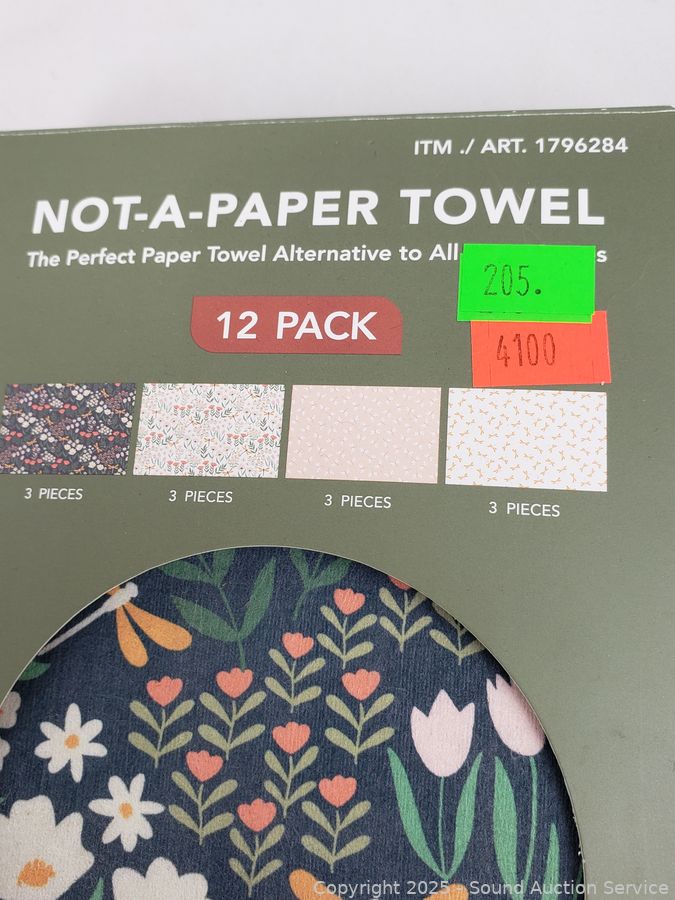 ITM ./ ART. 1796284
NOT-A-PAPER TOWEL
The Perfect Paper Towel Alternative to All
205.
12 PACK
4100
3 PIECES
3 PIECES
3 PIECES
3 PIECES
Copyright 2025 - Sound Auction Service